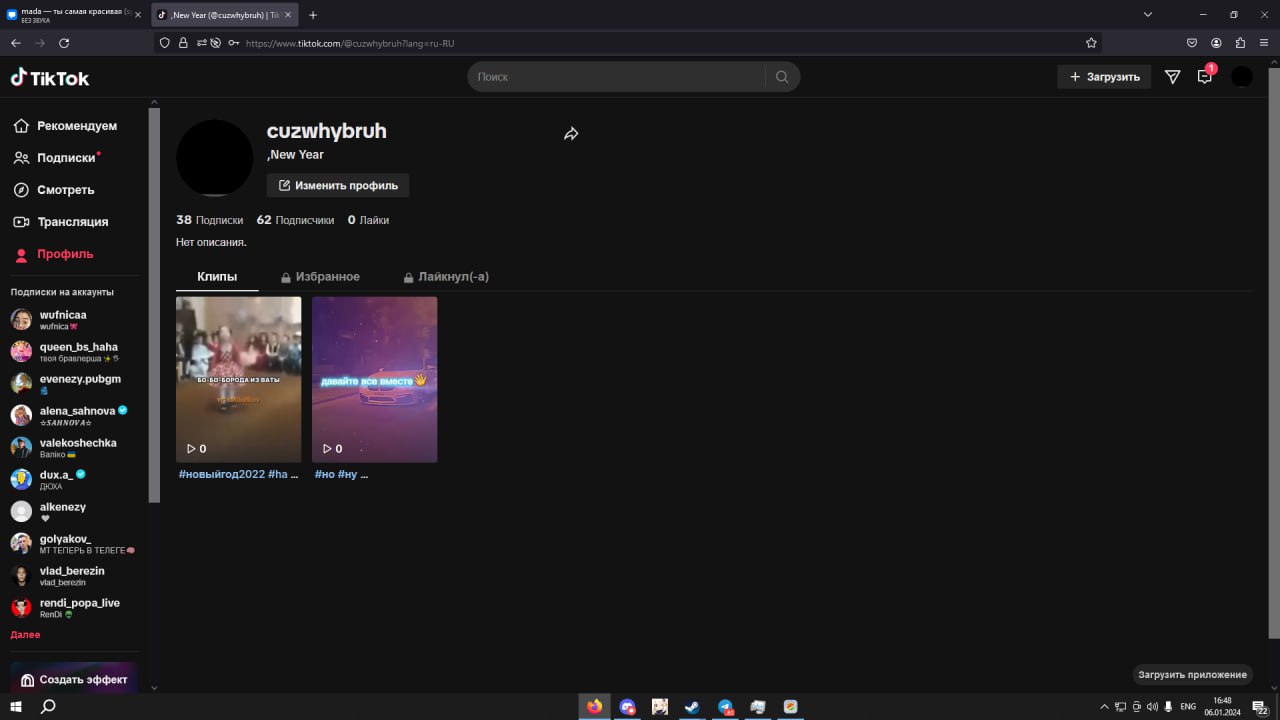 mada — ты самая красивая
БЕЗ ЗВУКА
,New Year (@cuzwhybruh) | Tik
https://www.tiktok.com/@cuzwhybruh?lang=ru-RU
TikTok
Поиск
Загрузить
1
Рекомендуем
Подписки
Смотреть
Трансляция
Профиль
Подписки на аккаунты
wufnicaa
wufnica
queen_bs_haha
твоя бравлерша
evenezy.pubgm
alena_sahnova
☆SAHNOVA☆
valekoshechka
Валіко
dux.a_
ДЮХА
alkenezy
golyakov_
МТ ТЕПЕРЬ В ТЕЛЕГЕ
vlad_berezin
vlad_berezin
rendi_popa_live
RenDi
Далее
Создать эффект
cuzwhybruh
,New Year
Изменить профиль
38 Подписки 62 Подписчики 0 Лайки
Нет описания.
Клипы Избранное Лайкнул(-а)
БО-БО-БОРОДА ИЗ ВАТЫ
0
#новыйгод2022 #ha ...
давайте все вместе👋
0
#но #ну ...
Загрузить приложение
ENG
16:48
06.01.2024
22